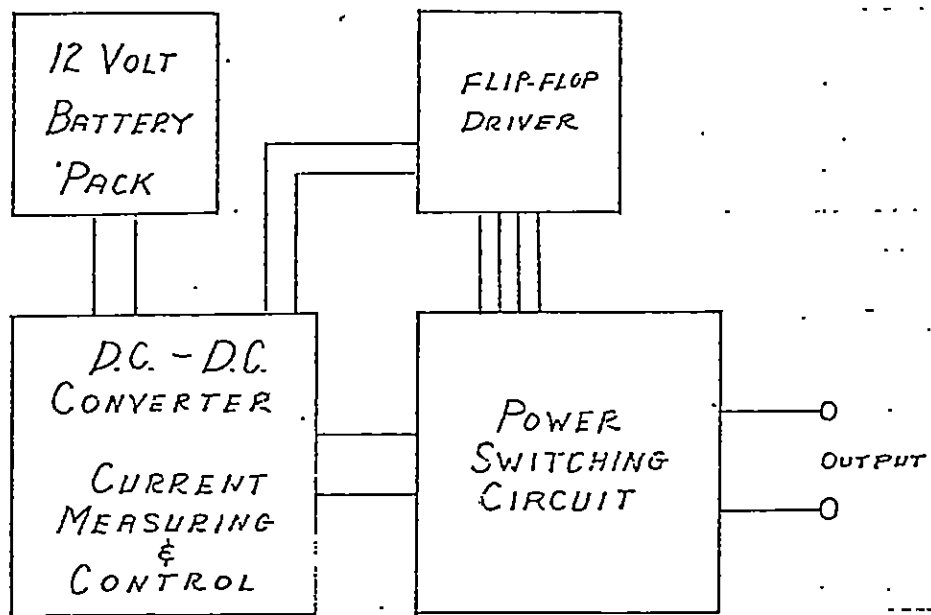 12 VOLT
BATTERY
PACK
FLIP-FLOP
DRIVER
D.C. - D.C.
CONVERTER
CURRENT
MEASURING
&
CONTROL
POWER
SWITCHING
CIRCUIT
OUTPUT